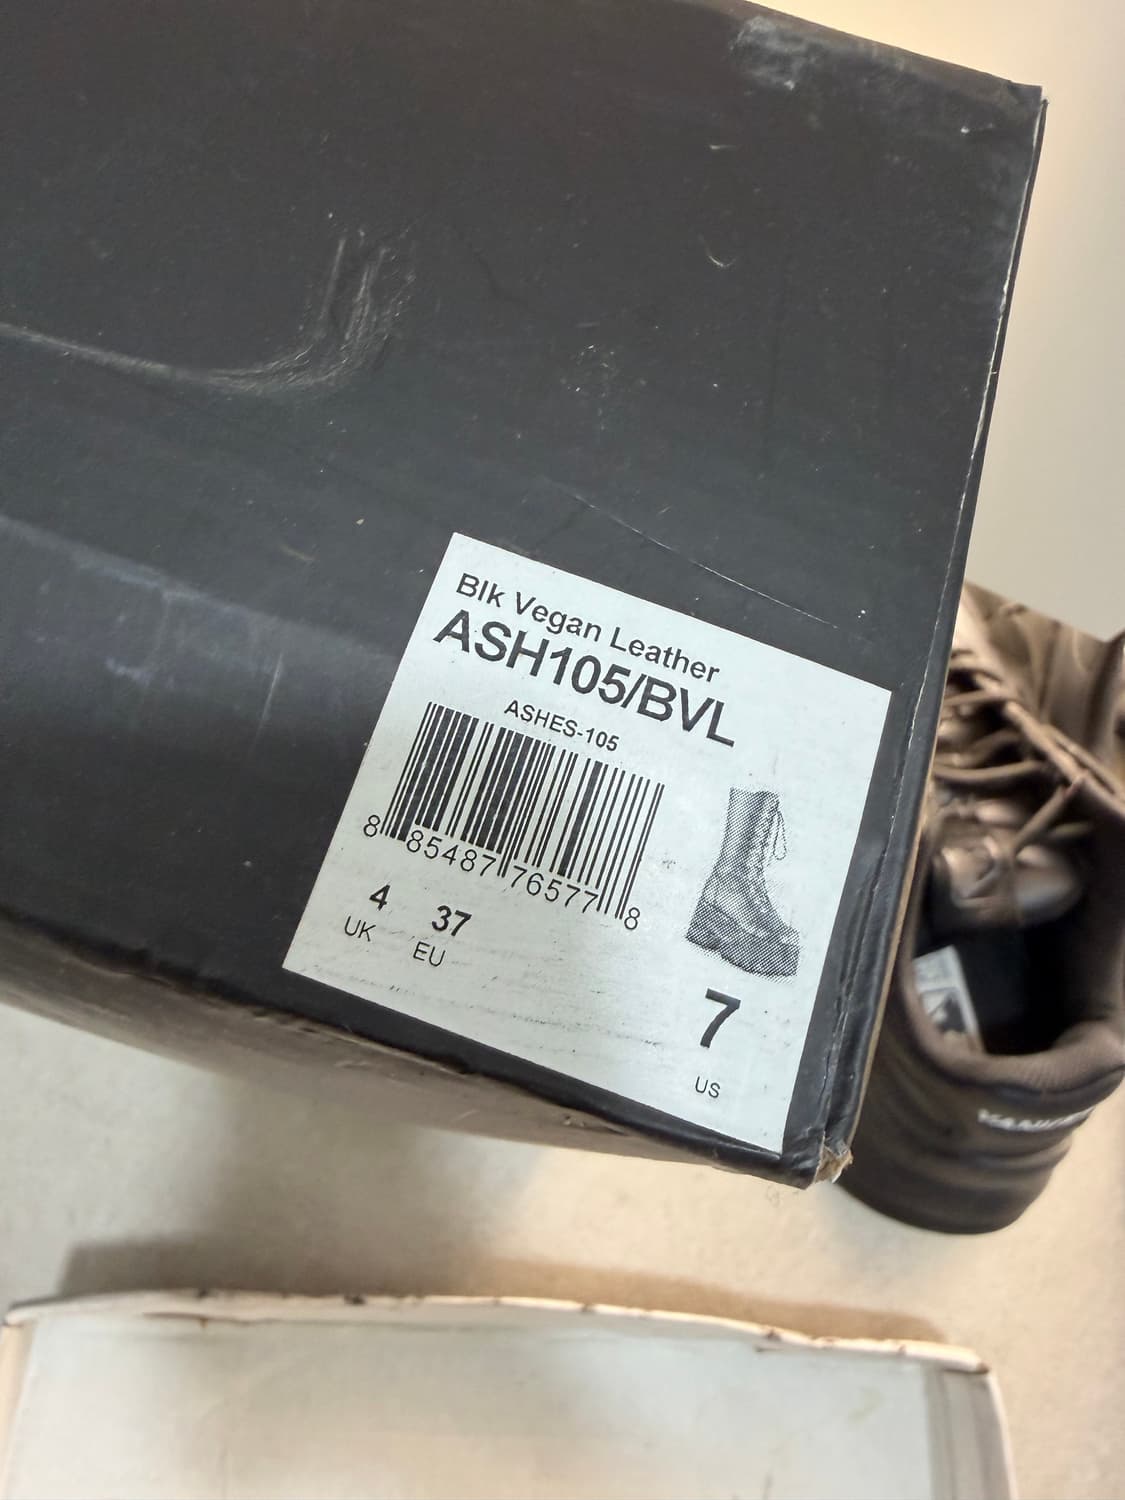 Blk Vegan Leather
ASH105/BVL
ASHES-105
8 85487 76577 8
4 37
UK EU
7
US